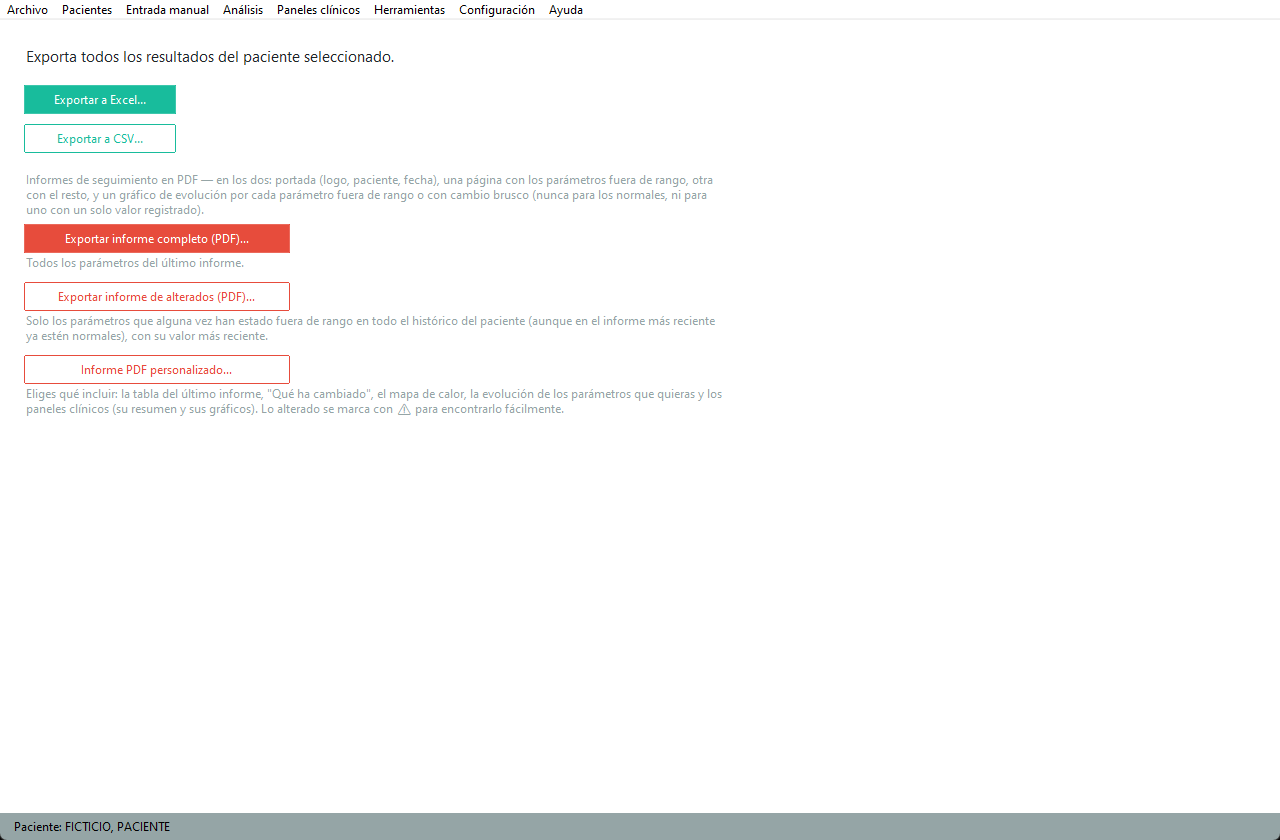 Archivo Pacientes Entrada manual Análisis Paneles clínicos Herramientas Configuración Ayuda
Exporta todos los resultados del paciente seleccionado.
Exportar a Excel...
Exportar a CSV...
Informes de seguimiento en PDF — en los dos: portada (logo, paciente, fecha), una página con los parámetros fuera de rango, otra
con el resto, y un gráfico de evolución por cada parámetro fuera de rango o con cambio brusco (nunca para los normales, ni para
uno con un solo valor registrado).
Exportar informe completo (PDF)...
Todos los parámetros del último informe.
Exportar informe de alterados (PDF)...
Solo los parámetros que alguna vez han estado fuera de rango en todo el histórico del paciente (aunque en el informe más reciente
ya estén normales), con su valor más reciente.
Informe PDF personalizado...
Eliges qué incluir: la tabla del último informe, "Qué ha cambiado", el mapa de calor, la evolución de los parámetros que quieras y los
paneles clínicos (su resumen y sus gráficos). Lo alterado se marca con ⚠ para encontrarlo fácilmente.
Paciente: FICTICIO, PACIENTE